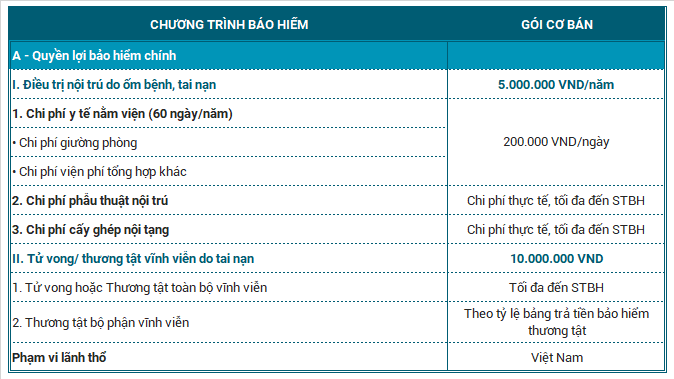 CHƯƠNG TRÌNH BẢO HIỂM
GÓI CƠ BẢN
A - Quyền lợi bảo hiểm chính
I. Điều trị nội trú do ốm bệnh, tai nạn
5.000.000 VND/năm
1. Chi phí y tế nằm viện (60 ngày/năm)
• Chi phí giường phòng
200.000 VND/ngày
• Chi phí viện phí tổng hợp khác
2. Chi phí phẫu thuật nội trú
Chi phí thực tế, tối đa đến STBH
3. Chi phí cấy ghép nội tạng
Chi phí thực tế, tối đa đến STBH
II. Tử vong/ thương tật vĩnh viễn do tai nạn
10.000.000 VND
1. Tử vong hoặc Thương tật toàn bộ vĩnh viễn
Tối đa đến STBH
2. Thương tật bộ phận vĩnh viễn
Theo tỷ lệ bảng trả tiền bảo hiểm
thương tật
Phạm vi lãnh thổ
Việt Nam